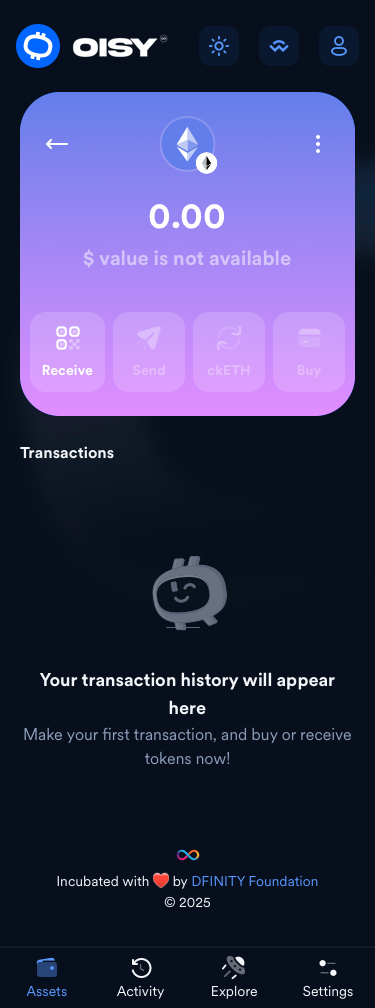 OISY
0.00
$ value is not available
Receive
Send
ckETH
Buy
Transactions
Your transaction history will appear
here
Make your first transaction, and buy or receive
tokens now!
Incubated with ❤️ by DFINITY Foundation
© 2025
Assets
Activity
Explore
Settings